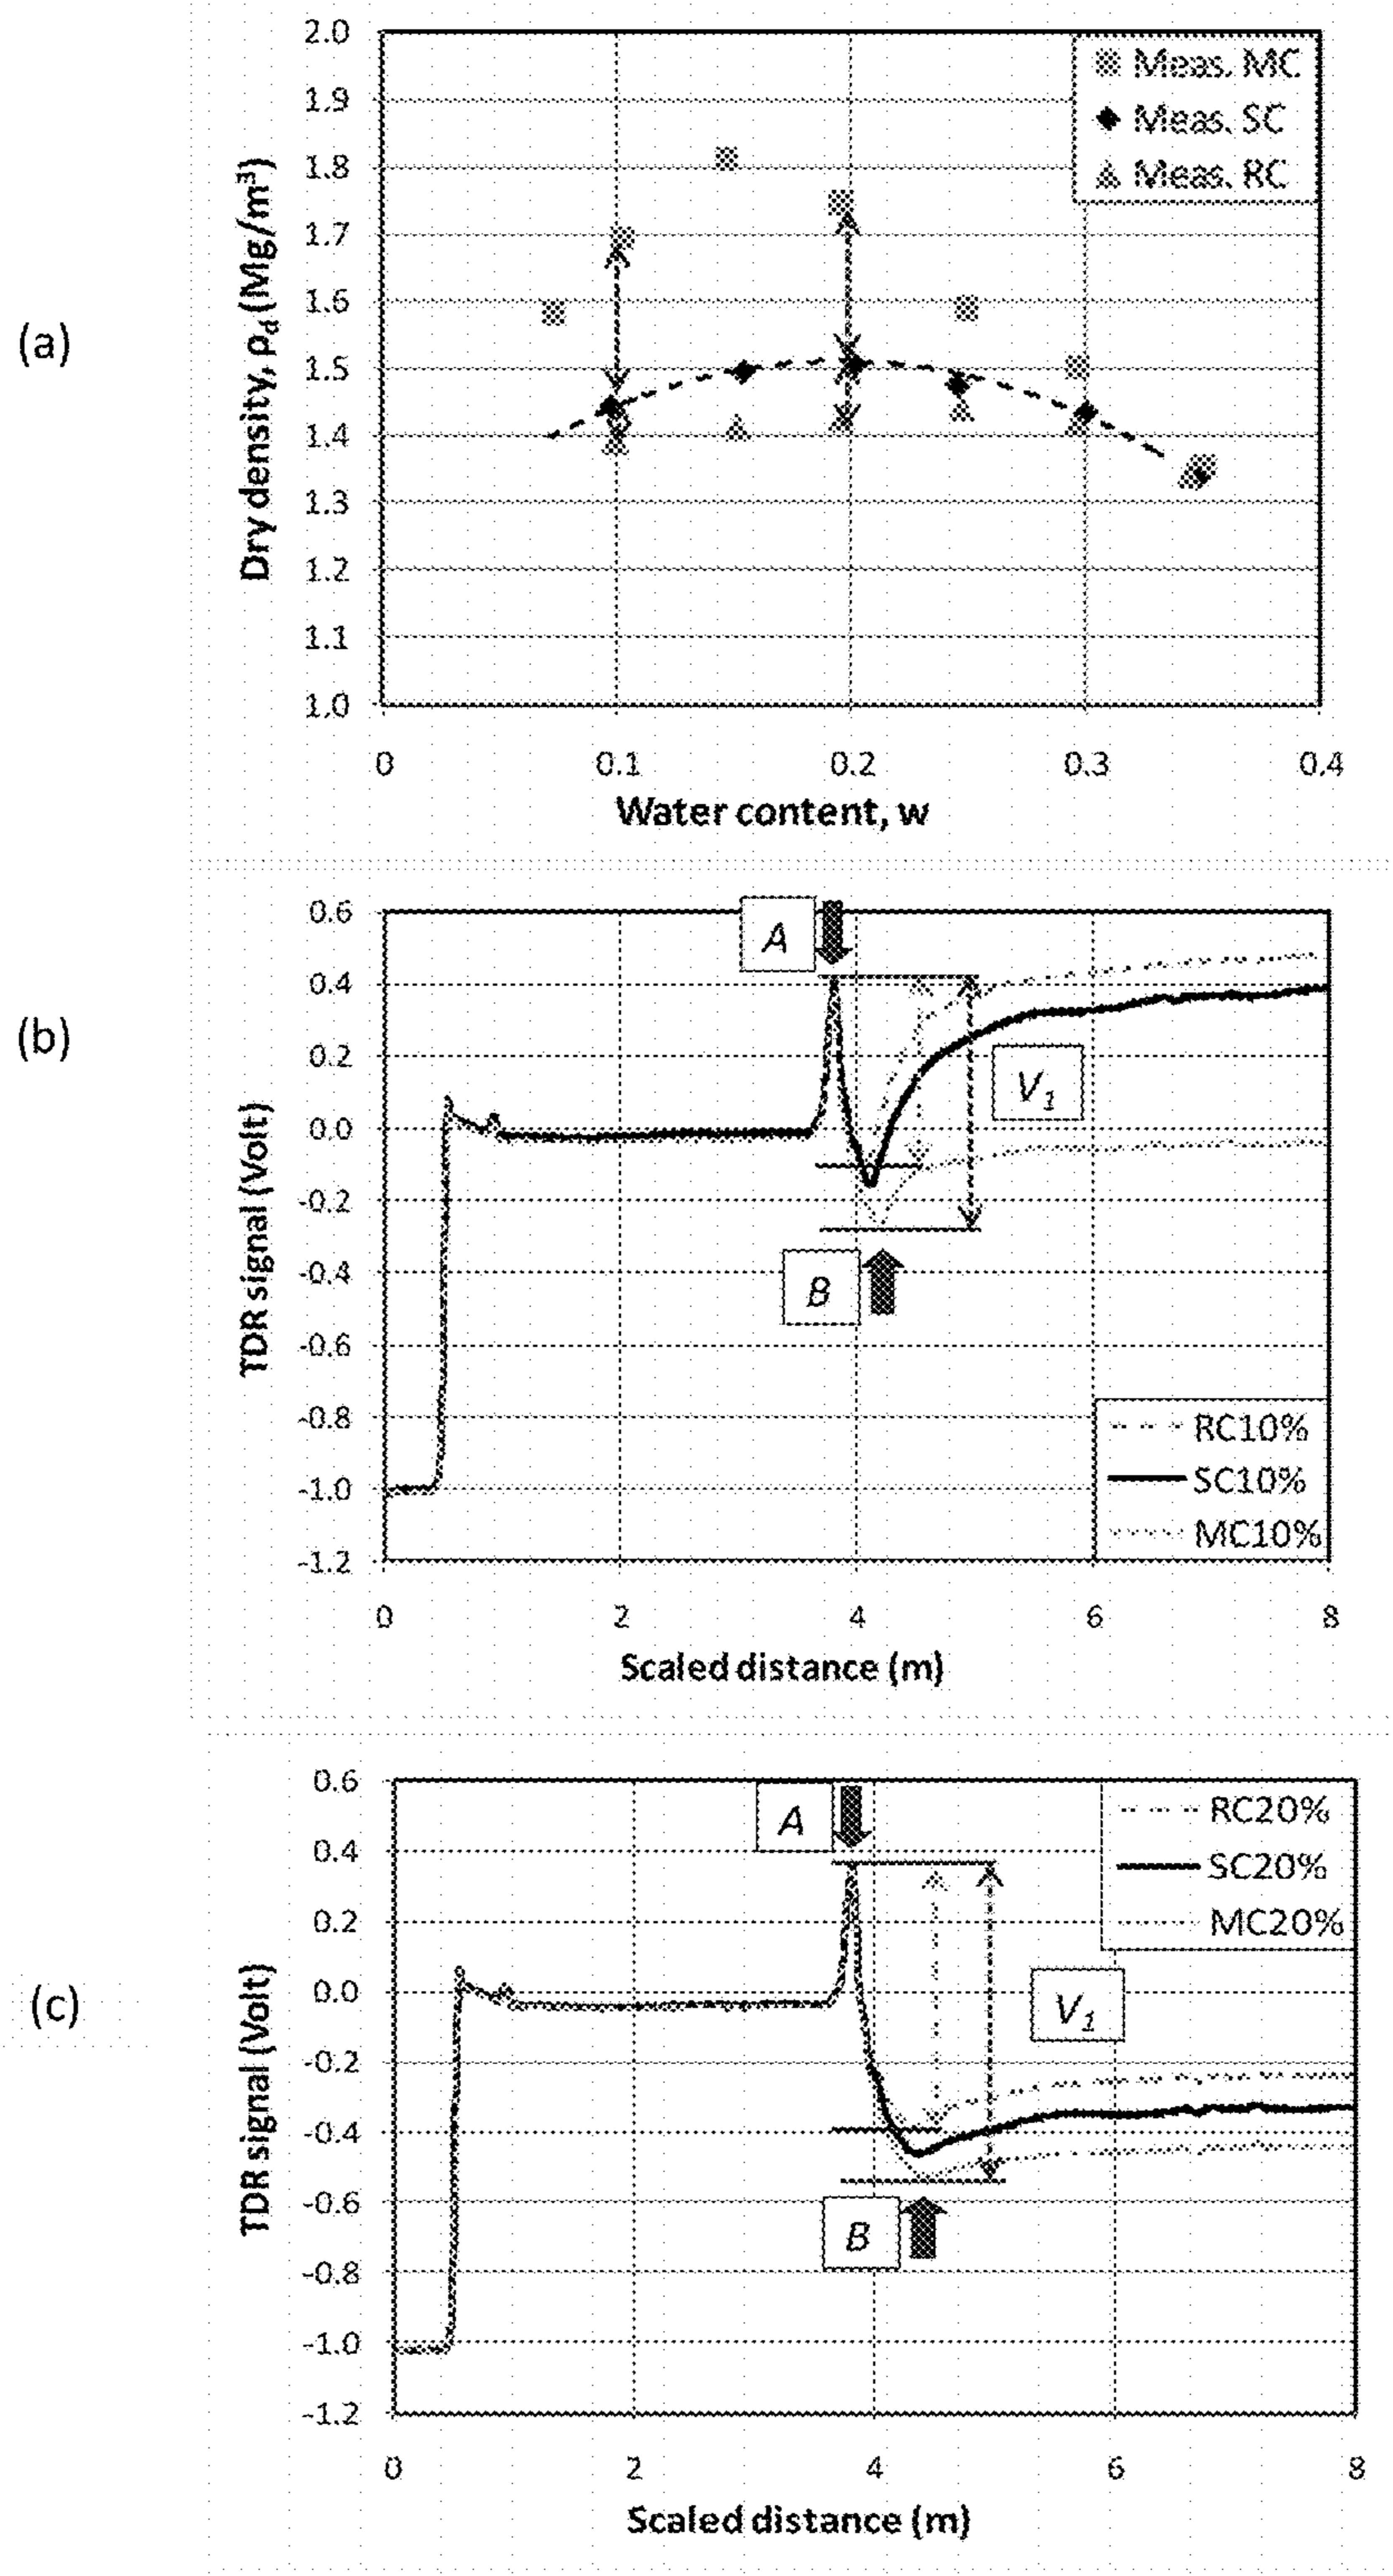 (a)
2.0
1.9
1.8
1.7
1.6
1.5
1.4
1.3
1.2
1.1
1.0
Dry density, ρd (Mg/m³)
Meas. MC
Meas. SC
Meas. RC
0 0.1 0.2 0.3 0.4
Water content, w
(b)
0.6
0.4
0.2
0.0
-0.2
-0.4
-0.6
-0.8
-1.0
-1.2
TDR signal (Volt)
A
V1
B
RC10%
SC10%
MC10%
0 2 4 6 8
Scaled distance (m)
(c)
0.6
0.4
0.2
0.0
-0.2
-0.4
-0.6
-0.8
-1.0
-1.2
TDR signal (Volt)
A
RC20%
SC20%
MC20%
V1
B
0 2 4 6 8
Scaled distance (m)